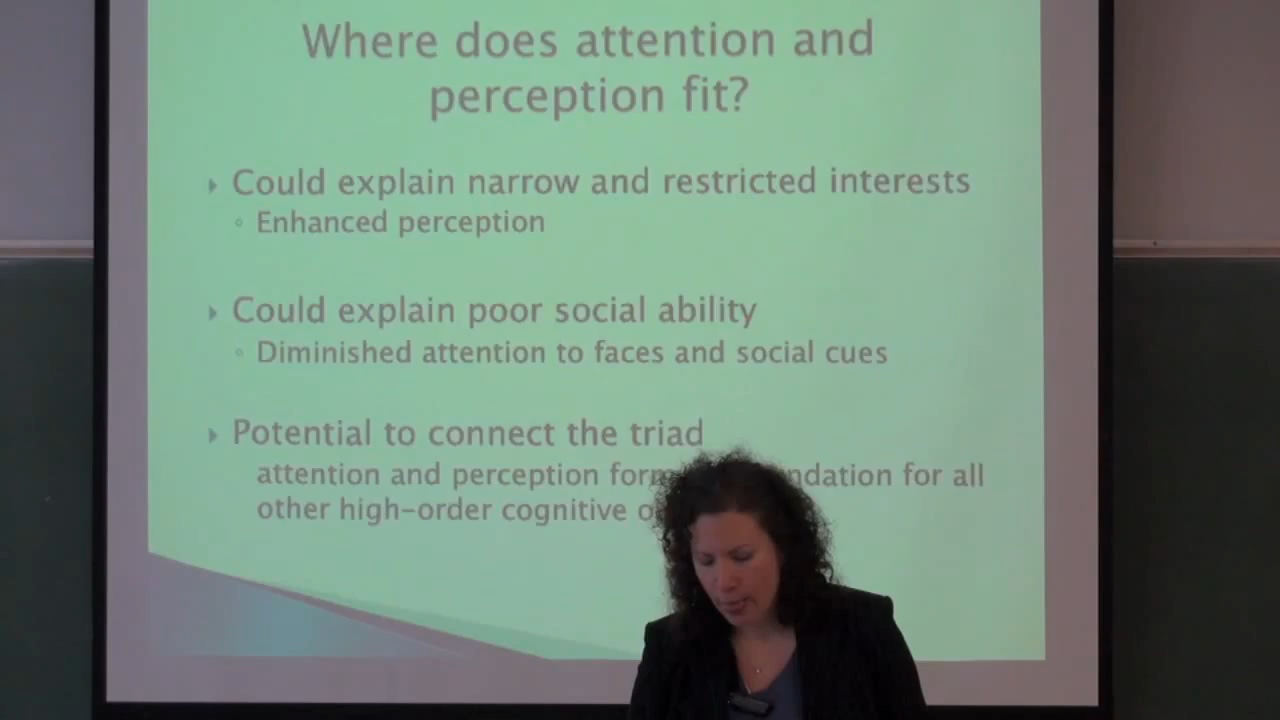 Where does attention and
perception fit?
Could explain narrow and restricted interests
Enhanced perception
Could explain poor social ability
Diminished attention to faces and social cues
Potential to connect the triad
attention and perception for all
other high-order cognitive